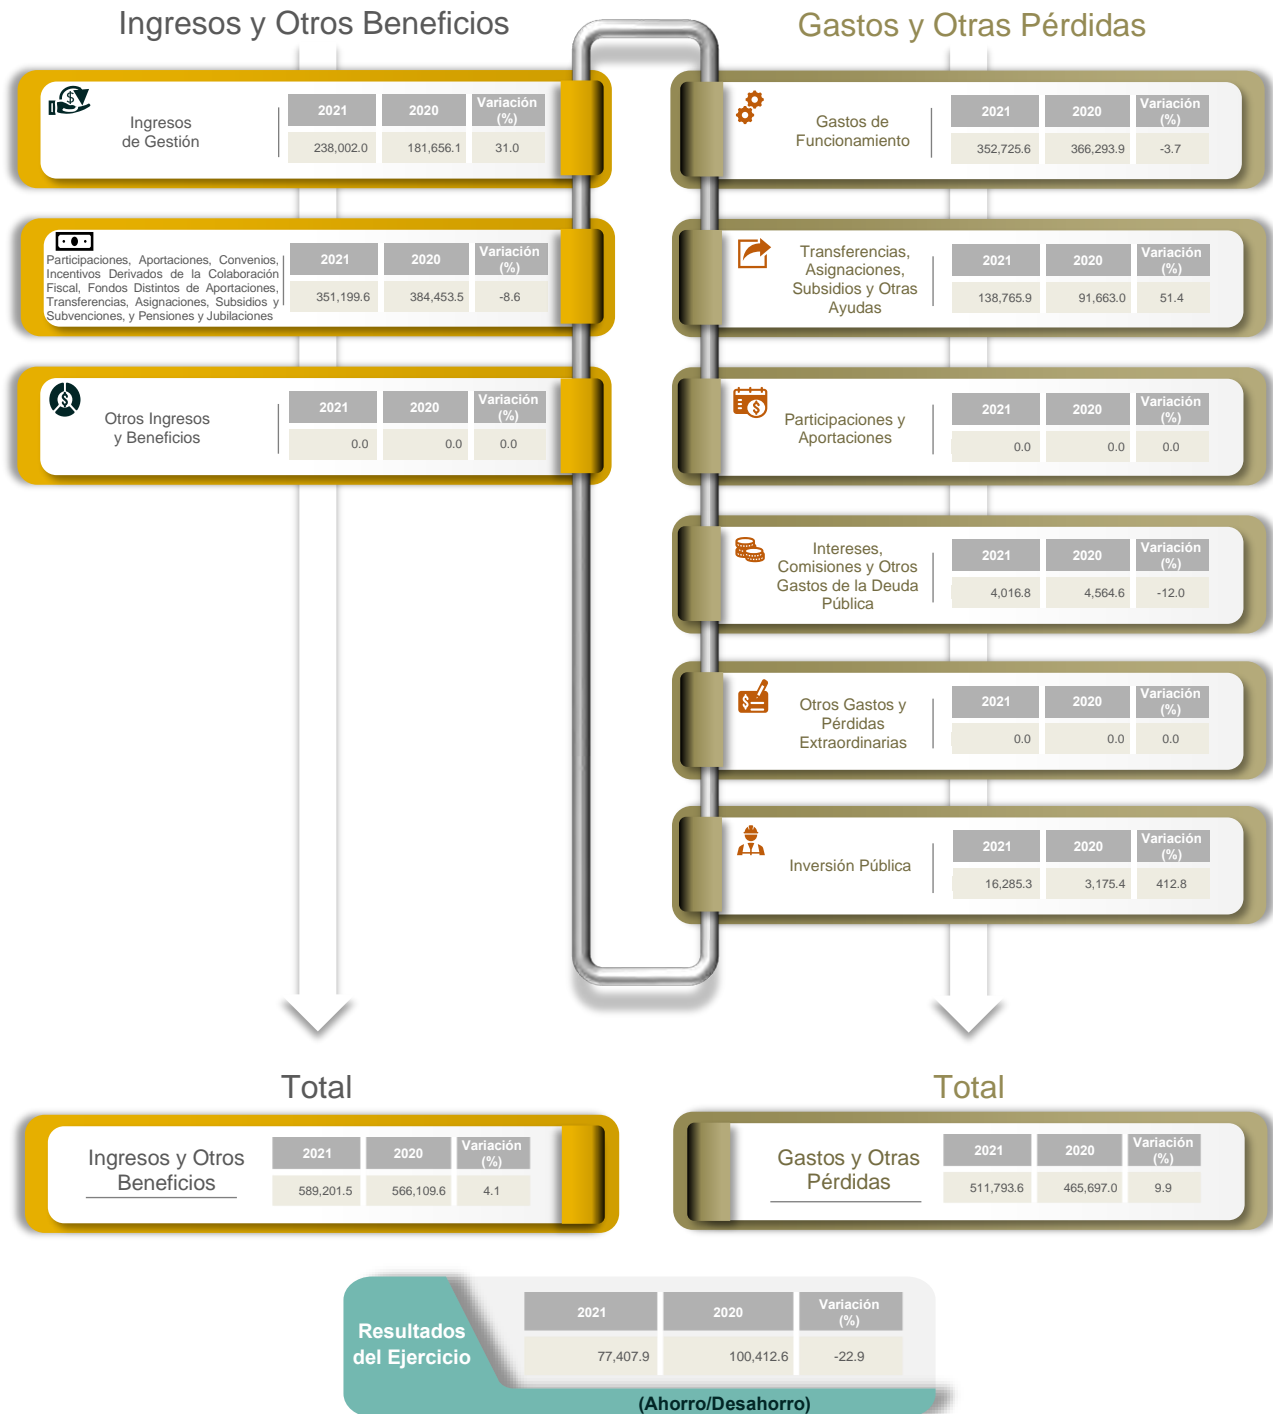 Ingresos y Otros Beneficios
Ingresos
de Gestión
2021 2020 Variación (%)
238,002.0 181,656.1 31.0
Participaciones, Aportaciones, Convenios,
Incentivos Derivados de la Colaboración
Fiscal, Fondos Distintos de Aportaciones,
Transferencias, Asignaciones, Subsidios y
Subvenciones, y Pensiones y Jubilaciones
2021 2020 Variación (%)
351,199.6 384,453.5 -8.6
Otros Ingresos
y Beneficios
2021 2020 Variación (%)
0.0 0.0 0.0
Total
Ingresos y Otros
Beneficios
2021 2020 Variación (%)
589,201.5 566,109.6 4.1
Gastos y Otras Pérdidas
Gastos de
Funcionamiento
2021 2020 Variación (%)
352,725.6 366,293.9 -3.7
Transferencias,
Asignaciones,
Subsidios y Otras
Ayudas
2021 2020 Variación (%)
138,765.9 91,663.0 51.4
Participaciones y
Aportaciones
2021 2020 Variación (%)
0.0 0.0 0.0
Intereses,
Comisiones y Otros
Gastos de la Deuda
Pública
2021 2020 Variación (%)
4,016.8 4,564.6 -12.0
Otros Gastos y
Pérdidas
Extraordinarias
2021 2020 Variación (%)
0.0 0.0 0.0
Inversión Pública
2021 2020 Variación (%)
16,285.3 3,175.4 412.8
Total
Gastos y Otras
Pérdidas
2021 2020 Variación (%)
511,793.6 465,697.0 9.9
Resultados
del Ejercicio
2021 2020 Variación (%)
77,407.9 100,412.6 -22.9
(Ahorro/Desahorro)